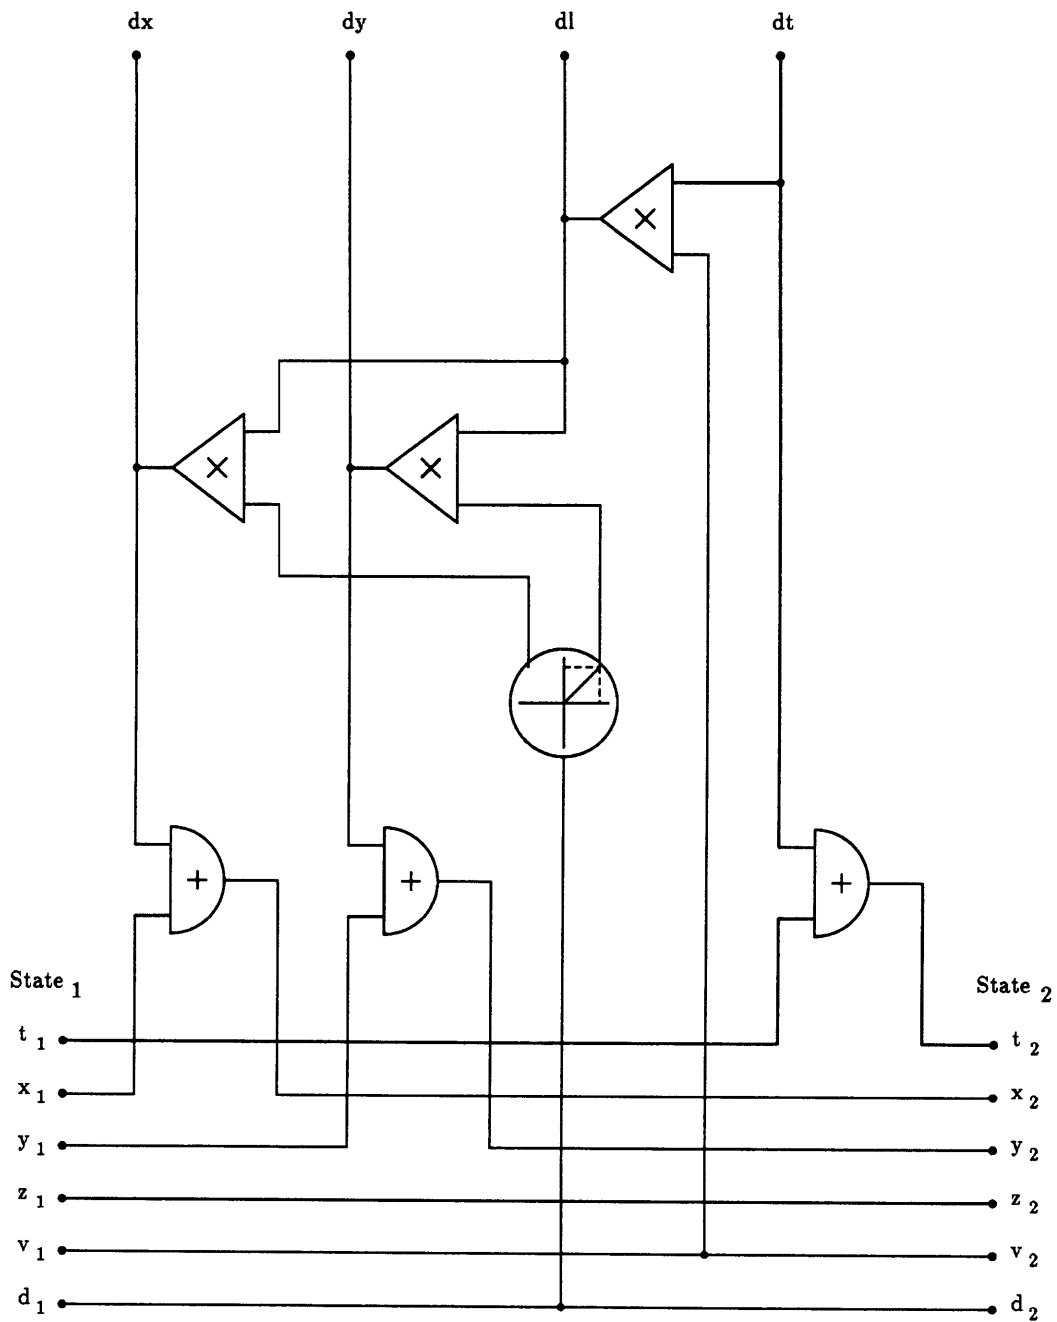 dx dy dl dt
×
× ×
+ + +
State 1 State 2
t 1 t 2
x 1 x 2
y 1 y 2
z 1 z 2
v 1 v 2
d 1 d 2